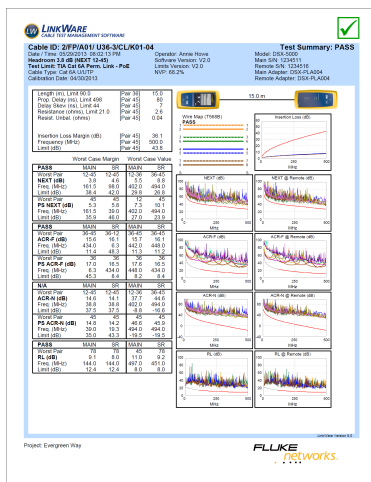 LINKWARE
CABLE TEST MANAGEMENT SOFTWARE
Cable ID: 2/FP/A01/ U36-3/CL/K01-04
Test Summary: PASS
Date / Time: 05/29/2013 06:02:13 PM
Headroom 3.8 dB (NEXT 12-45)
Test Limit: TIA Cat 6A Perm. Link - PoE
Cable Type: Cat 6A U/UTP
Calibration Date: 04/30/2013
Operator: Annie Howe
Software Version: V2.0
Limits Version: V2.0
NVP: 68.2%
Model: DSX-5000
Main S/N: 1234511
Remote S/N: 1234516
Main Adapter: DSX-PLA004
Remote Adapter: DSX-PLA004
Length (m), Limit 90.0 [Pair 36] 15.0
Prop. Delay (ns), Limit 498 [Pair 45] 80
Delay Skew (ns), Limit 44 [Pair 45] 7
Resistance (ohms), Limit 21.0 [Pair 45] 2.6
Resist. Unbal. (ohms) [Pair 36] 0.04
Insertion Loss Margin (dB) [Pair 45] 36.1
Frequency (MHz) [Pair 45] 500.0
Limit (dB) [Pair 45] 43.8
15.0 m
Wire Map (T568B)
PASS
Insertion Loss (dB)
Worst Case Margin Worst Case Value
PASS MAIN SR MAIN SR
Worst Pair 12-45 12-45 12-36 36-45
NEXT (dB) 3.8 4.6 5.5 8.8
Freq. (MHz) 161.5 98.0 402.0 494.0
Limit (dB) 38.4 42.0 29.8 26.8
Worst Pair 45 45 12 45
PS NEXT (dB) 5.3 5.8 7.3 10.1
Freq. (MHz) 161.5 39.0 402.0 494.0
Limit (dB) 35.9 46.0 27.0 23.9
PASS MAIN SR MAIN SR
Worst Pair 36-45 36-12 36-45 36-45
ACR-F (dB) 15.6 16.1 15.7 16.1
Freq. (MHz) 434.0 6.3 442.0 448.0
Limit (dB) 11.4 48.3 11.3 11.2
Worst Pair 36 36 36 36
PS ACR-F (dB) 17.0 16.5 17.6 16.5
Freq. (MHz) 6.3 434.0 448.0 434.0
Limit (dB) 45.3 8.4 8.2 8.4
N/A MAIN SR MAIN SR
Worst Pair 12-45 12-45 12-36 36-45
ACR-N (dB) 14.6 14.1 37.7 44.6
Freq. (MHz) 38.8 38.8 402.0 494.0
Limit (dB) 37.5 37.5 -8.8 -16.6
Worst Pair 45 45 45 45
PS ACR-N (dB) 14.8 14.2 46.6 45.9
Freq. (MHz) 39.0 19.3 494.0 494.0
Limit (dB) 35.0 43.3 -19.5 -19.5
PASS MAIN SR MAIN SR
Worst Pair 78 78 45 78
RL (dB) 9.1 8.0 11.0 9.2
Freq. (MHz) 144.0 144.0 497.0 451.0
Limit (dB) 12.4 12.4 8.0 8.0
NEXT (dB)
NEXT @ Remote (dB)
ACR-F (dB)
ACR-F @ Remote (dB)
ACR-N (dB)
ACR-N @ Remote (dB)
RL (dB)
RL @ Remote (dB)
Project: Evergreen Way
FLUKE
networks.